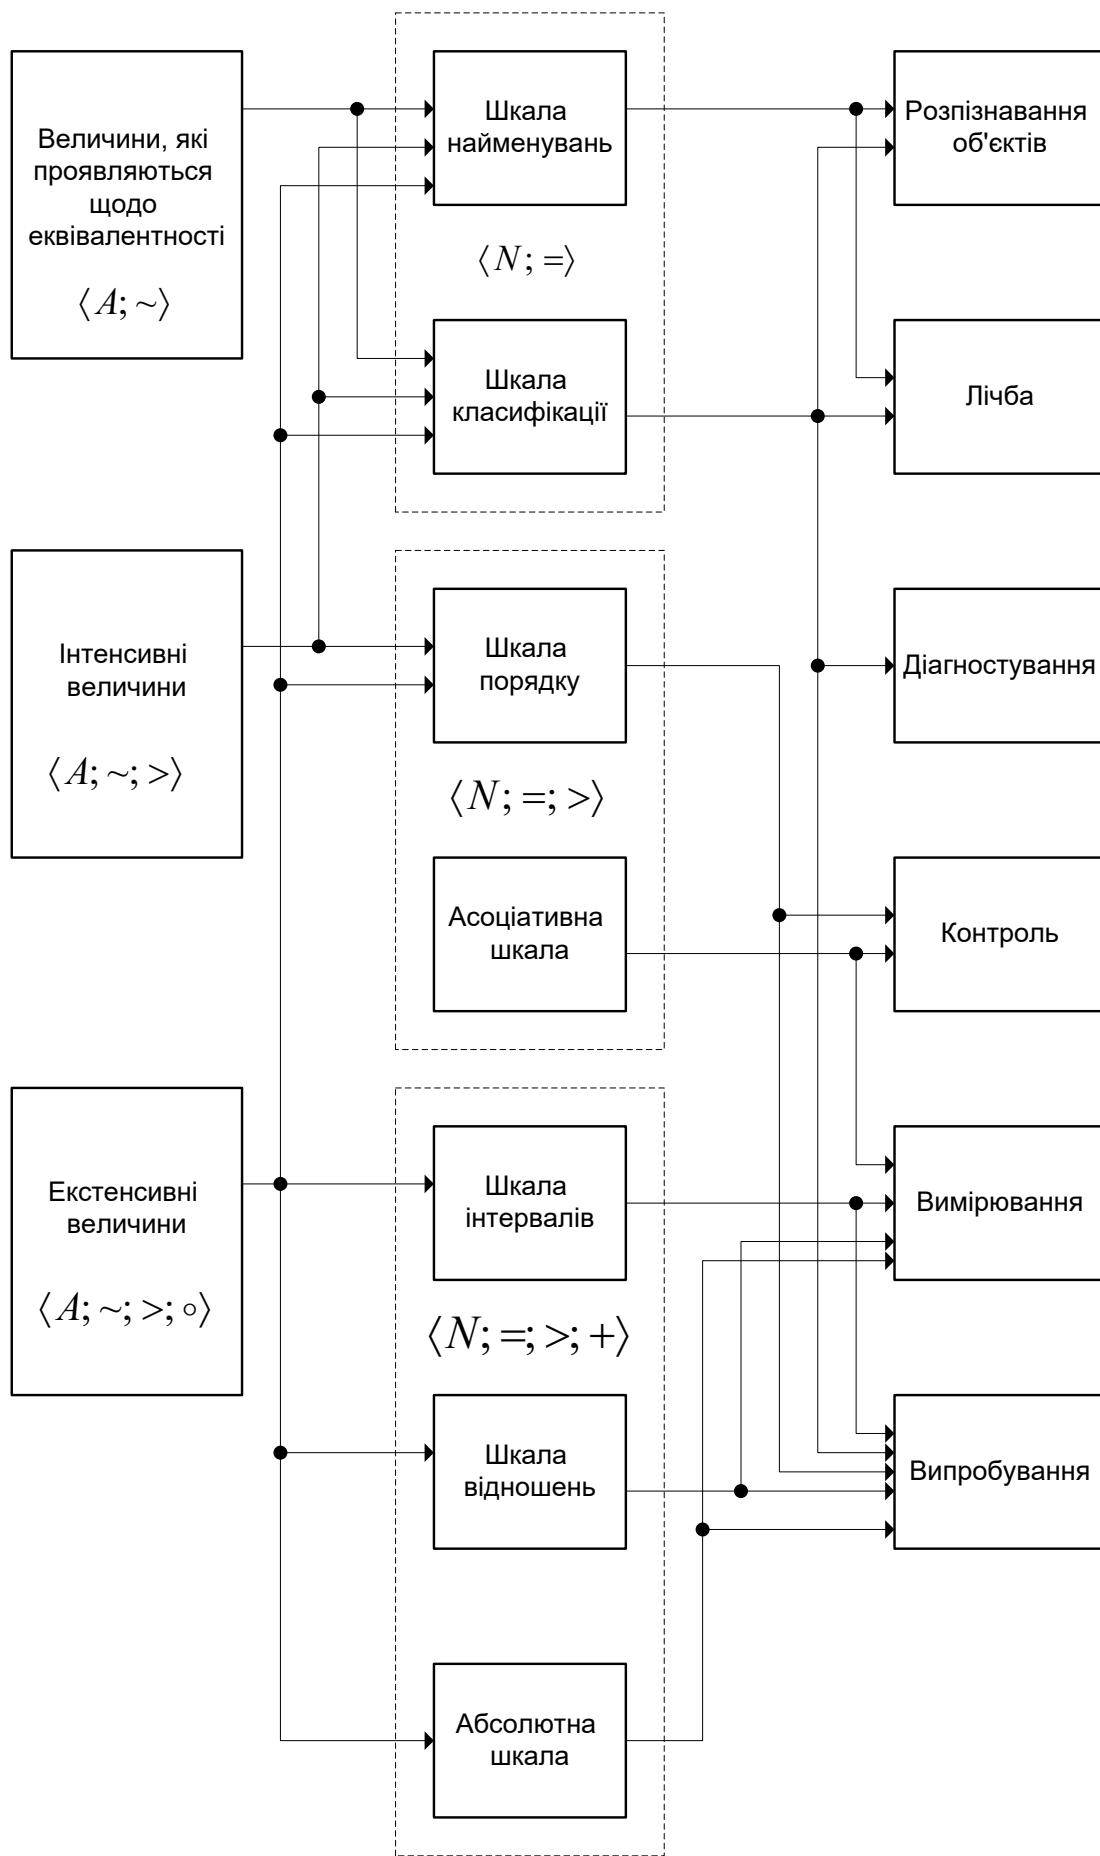 Величини, які
проявляються
щодо
еквівалентності
⟨A; ~⟩
Інтенсивні
величини
⟨A; ~; >⟩
Екстенсивні
величини
⟨A; ~; >; ∘⟩
Шкала
найменувань
⟨N; =⟩
Шкала
класифікації
Шкала
порядку
⟨N; =; >⟩
Асоціативна
шкала
Шкала
інтервалів
⟨N; =; >; +⟩
Шкала
відношень
Абсолютна
шкала
Розпізнавання
об'єктів
Лічба
Діагностування
Контроль
Вимірювання
Випробування